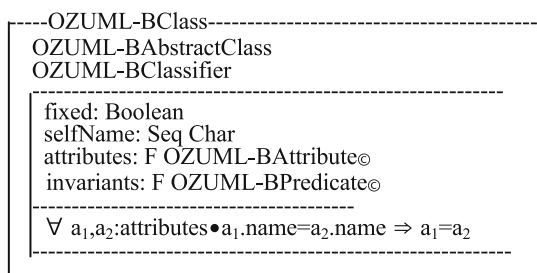 OZUML-BClass
OZUML-BAbstractClass
OZUML-BClassifier
fixed: Boolean
selfName: Seq Char
attributes: F OZUML-BAttribute©
invariants: F OZUML-BPredicate©
∀ a₁,a₂:attributes●a₁.name=a₂.name ⇒ a₁=a₂